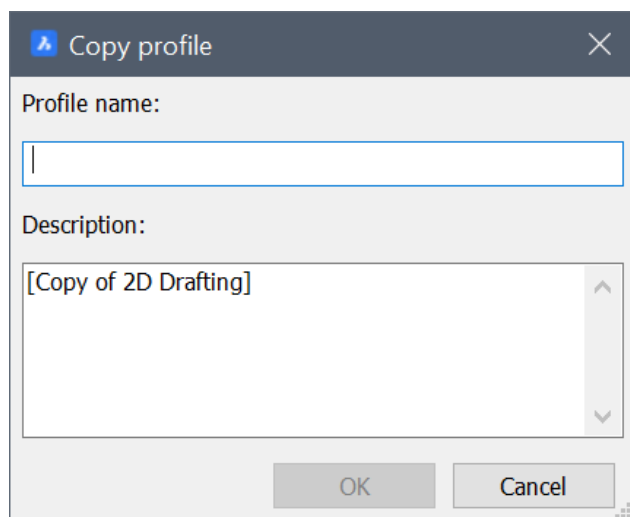 Copy profile
Profile name:
Description:
[Copy of 2D Drafting]
OK
Cancel